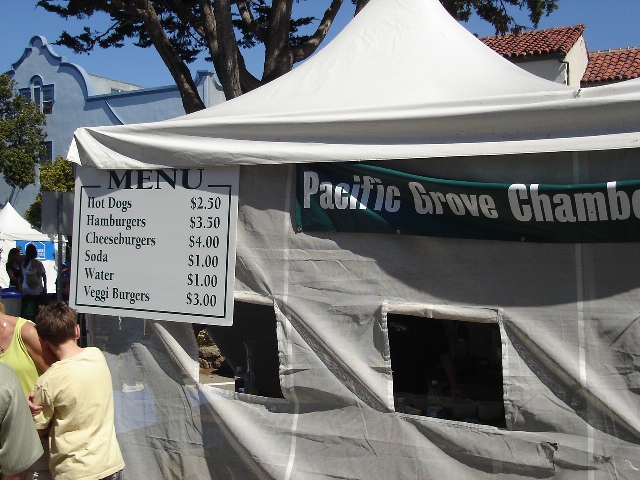 MENU
Hot Dogs $2.50
Hamburgers $3.50
Cheeseburgers $4.00
Soda $1.00
Water $1.00
Veggi Burgers $3.00
Pacific Grove Chambe